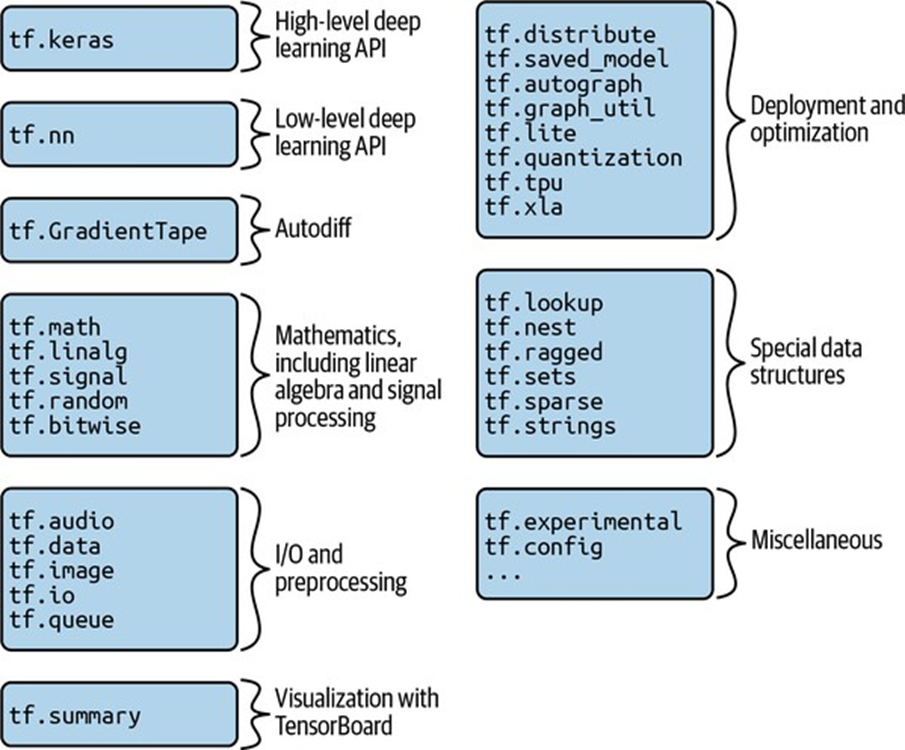 tf.keras
High-level deep
learning API
tf.nn
Low-level deep
learning API
tf.GradientTape
Autodiff
tf.math
tf.linalg
tf.signal
tf.random
tf.bitwise
Mathematics,
including linear
algebra and signal
processing
tf.audio
tf.data
tf.image
tf.io
tf.queue
I/O and
preprocessing
tf.summary
Visualization with
TensorBoard
tf.distribute
tf.saved_model
tf.autograph
tf.graph_util
tf.lite
tf.quantization
tf.tpu
tf.xla
Deployment and
optimization
tf.lookup
tf.nest
tf.ragged
tf.sets
tf.sparse
tf.strings
Special data
structures
tf.experimental
tf.config
...
Miscellaneous